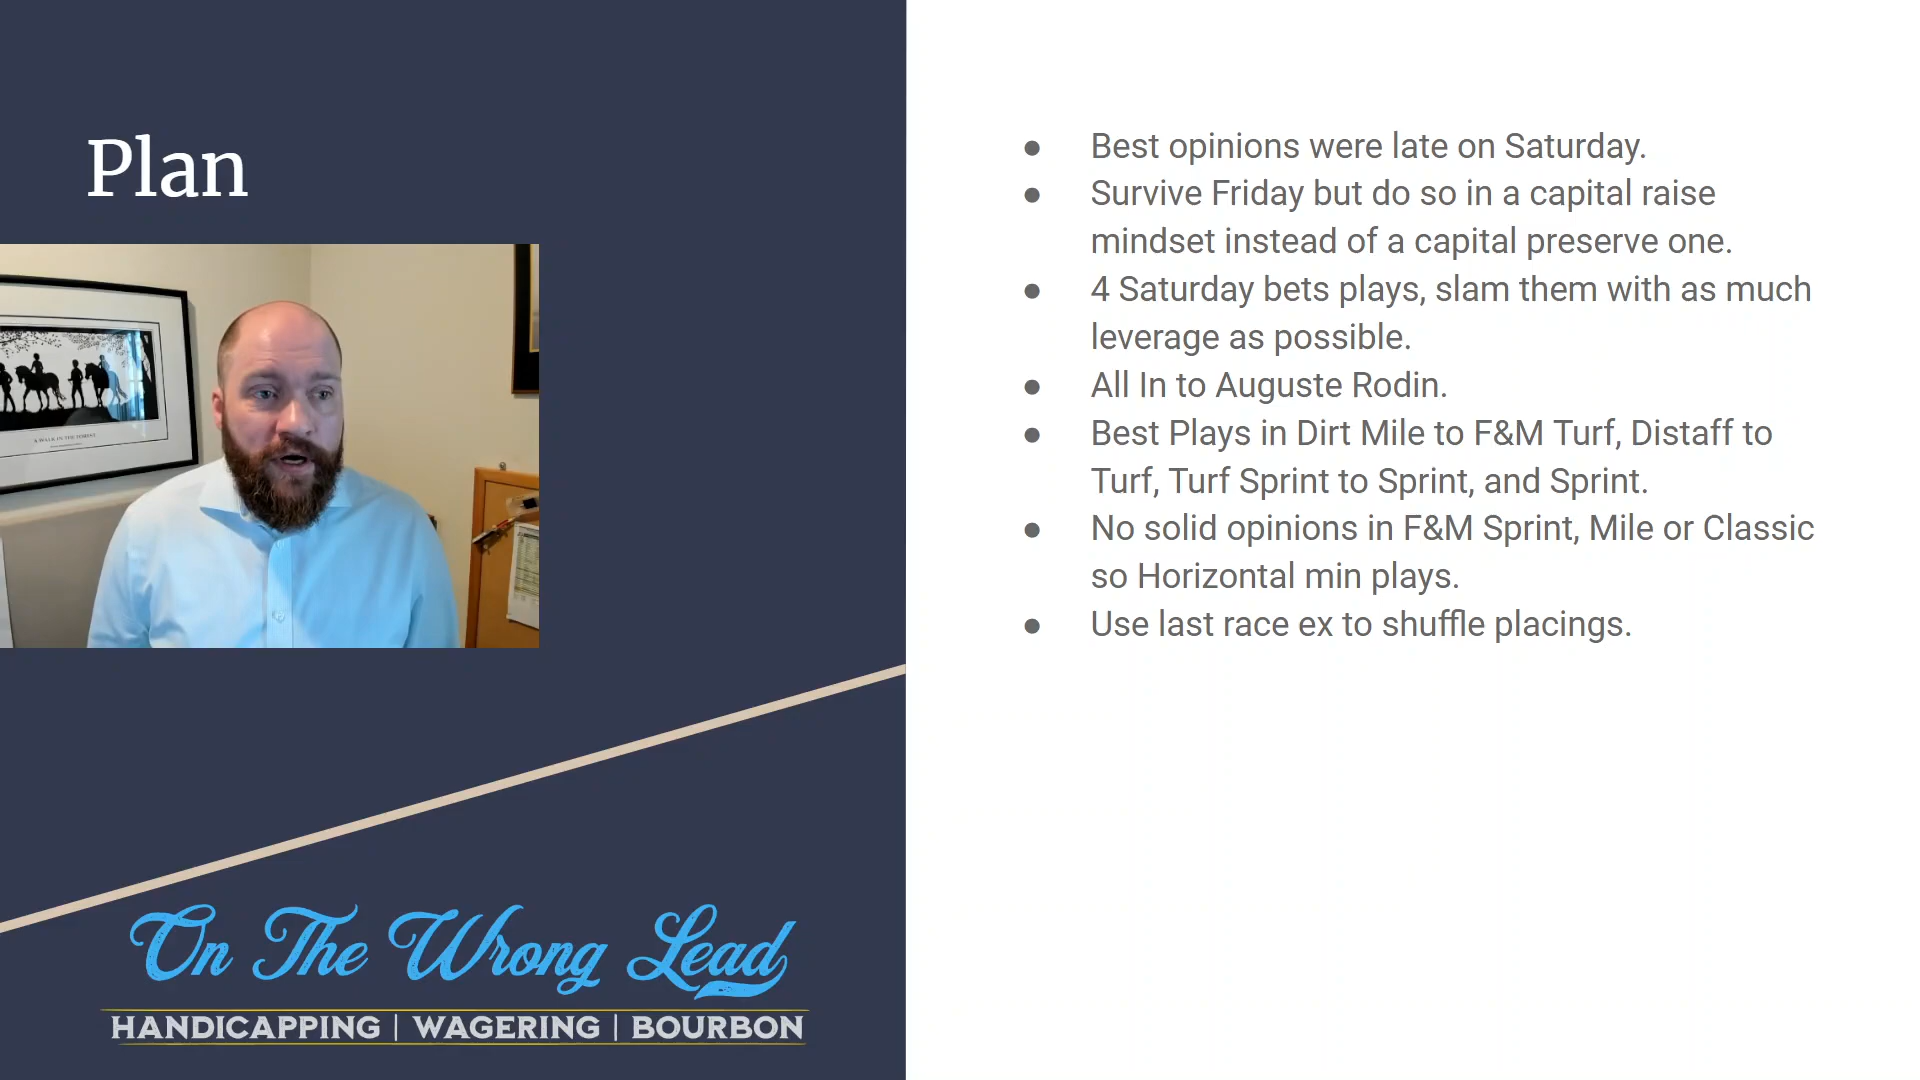 Plan
Best opinions were late on Saturday.
Survive Friday but do so in a capital raise
mindset instead of a capital preserve one.
4 Saturday bets plays, slam them with as much
leverage as possible.
All In to Auguste Rodin.
Best Plays in Dirt Mile to F&M Turf, Distaff to
Turf, Turf Sprint to Sprint, and Sprint.
No solid opinions in F&M Sprint, Mile or Classic
so Horizontal min plays.
Use last race ex to shuffle placings.
On The Wrong Lead
HANDICAPPING | WAGERING | BOURBON